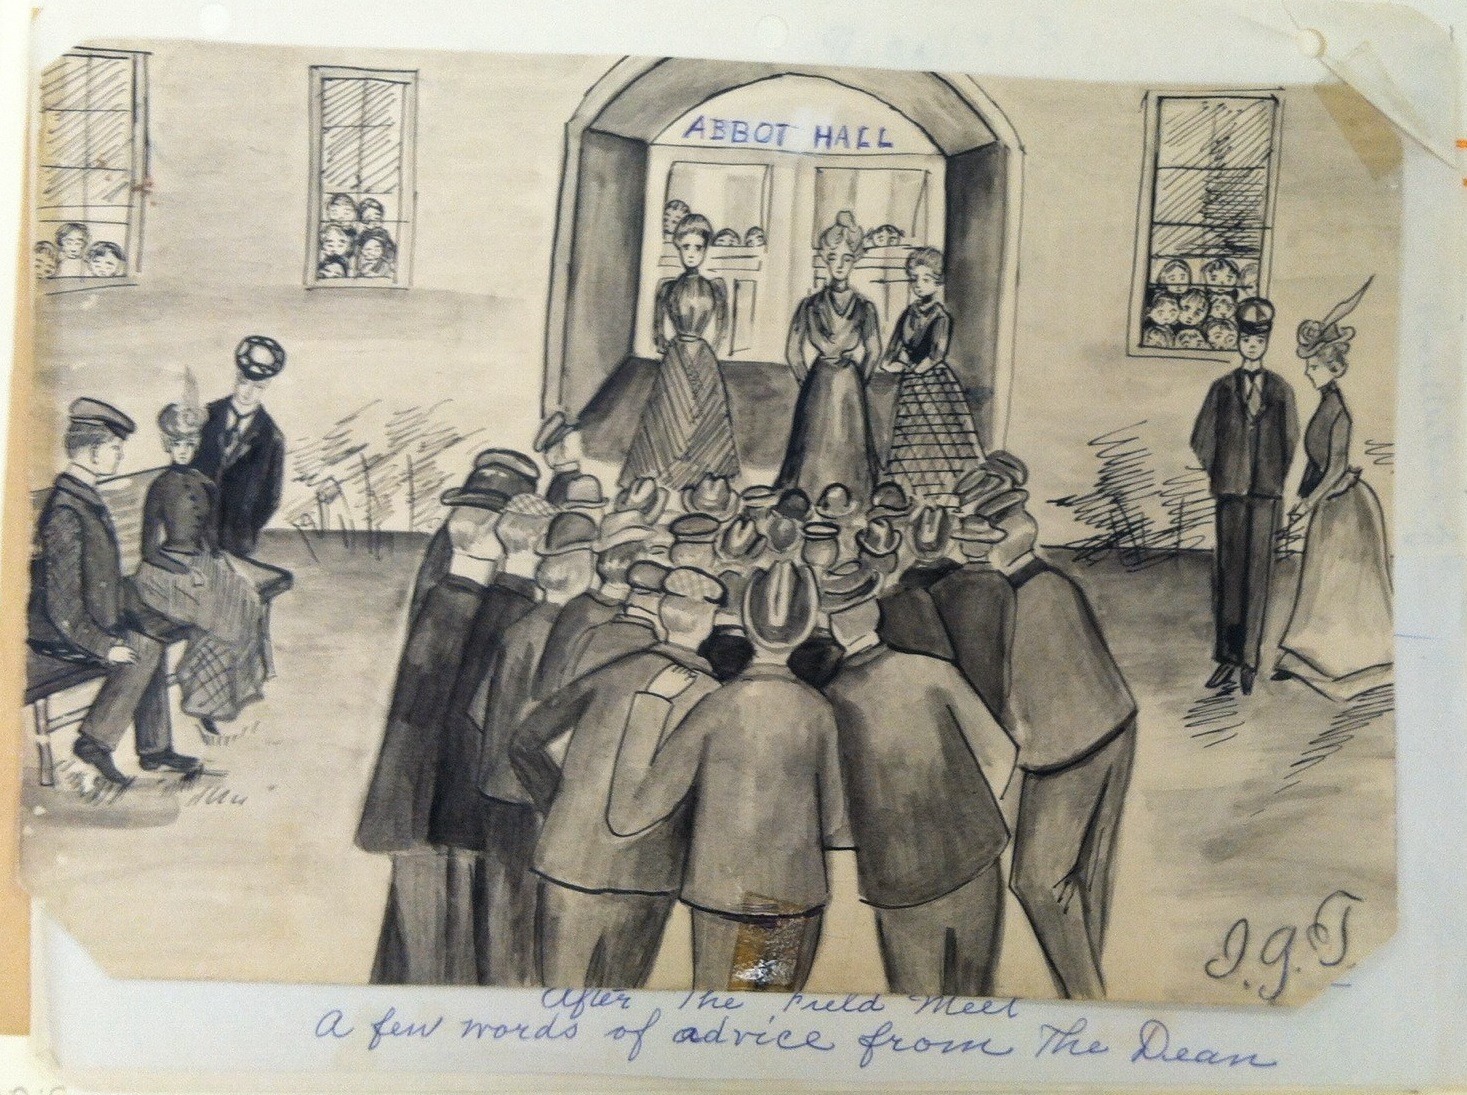 ABBOT HALL
I.G.T.
After The Field Meet
A few words of advice from The Dean